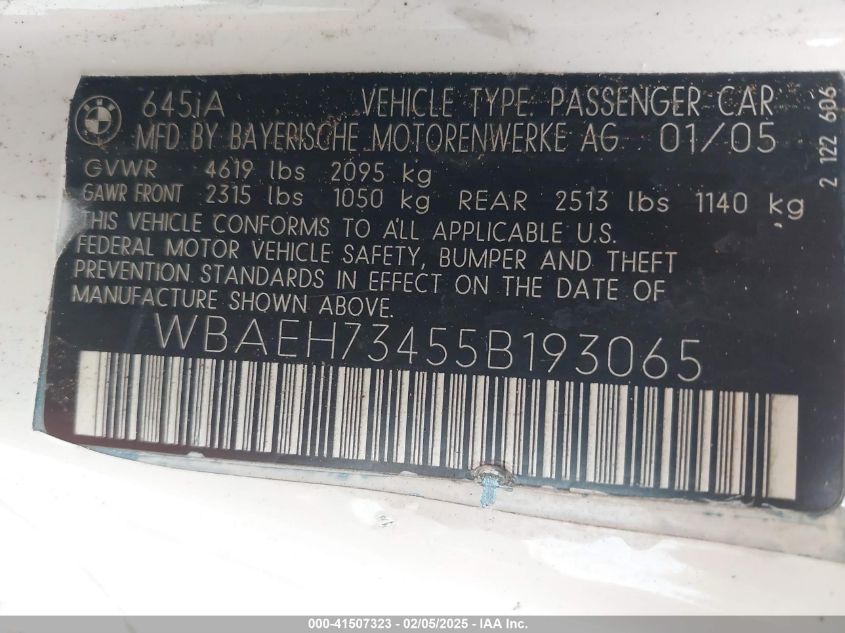 BMW
645iA VEHICLE TYPE PASSENGER CAR
MFD BY BAYERISCHE MOTORENWERKE AG 01/05
GVWR 4619 lbs 2095 kg
GAWR FRONT 2315 lbs 1050 kg REAR 2513 lbs 1140 kg
THIS VEHICLE CONFORMS TO ALL APPLICABLE U.S.
FEDERAL MOTOR VEHICLE SAFETY, BUMPER AND THEFT
PREVENTION STANDARDS IN EFFECT ON THE DATE OF
MANUFACTURE SHOWN ABOVE.
WBAEH73455B193065
2 122 606
000-41507323 - 02/05/2025 - IAA Inc.